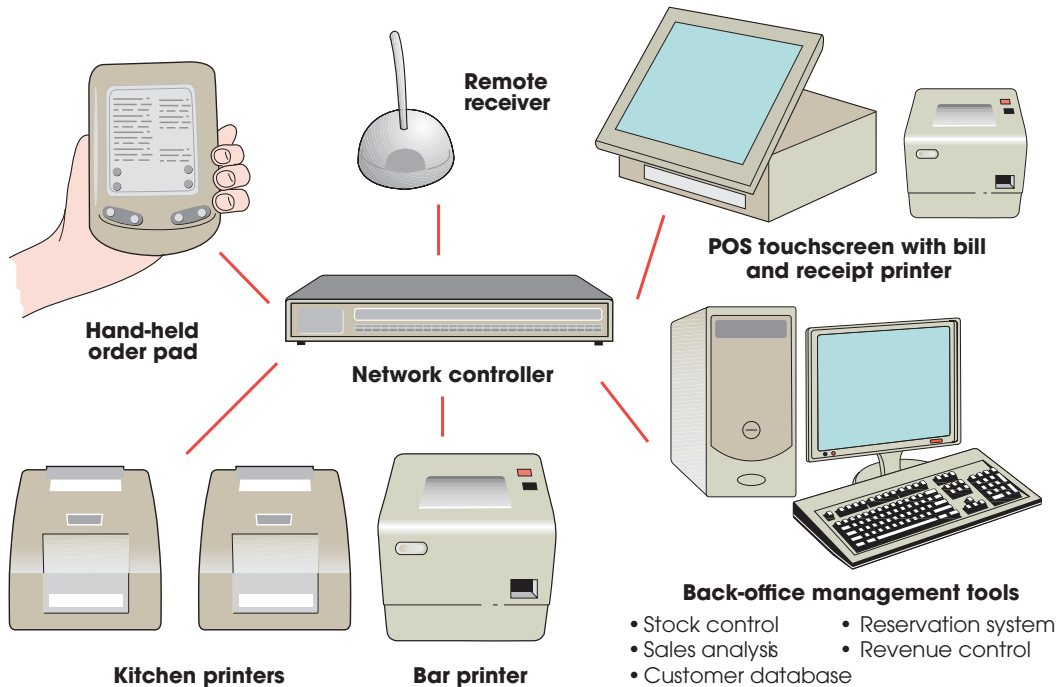 Remote
receiver
POS touchscreen with bill
and receipt printer
Hand-held
order pad
Network controller
Kitchen printers
Bar printer
Back-office management tools
• Stock control
• Sales analysis
• Customer database
• Reservation system
• Revenue control